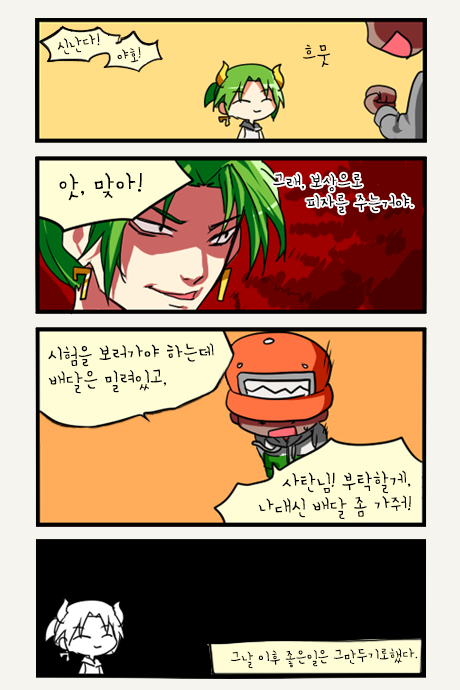 신난다!
야호!
흐뭇
앗, 맞아!
그래, 보상으로
피자를 주는거야.
시험을 보러가야 하는데
배달은 밀려있고,
사탄님! 부탁할게,
나대신 배달 좀 가줘!
그날 이후 좋은일은 그만두기로했다.